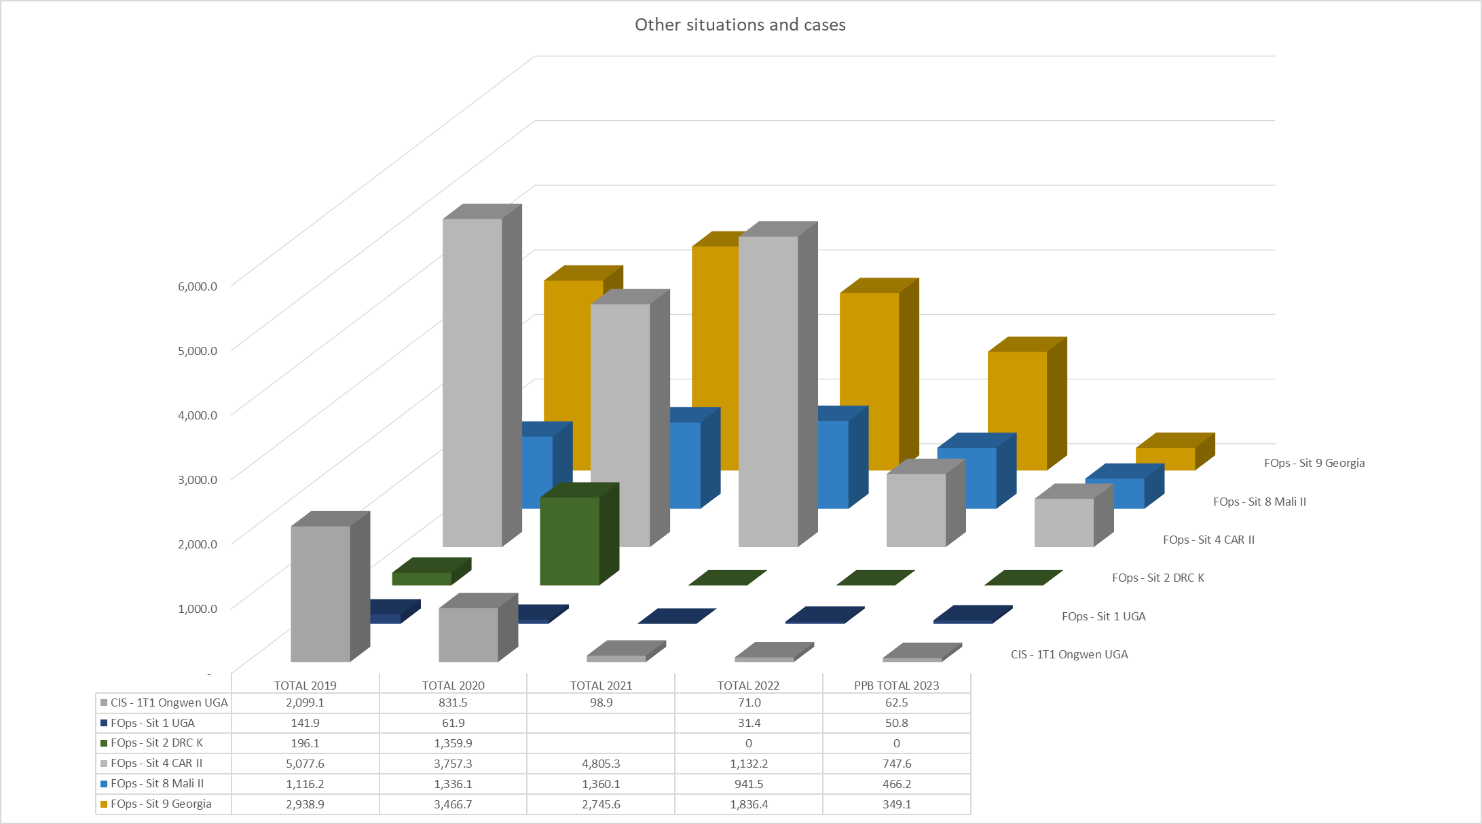 Other situations and cases
6,000.0
5,000.0
4,000.0
3,000.0
2,000.0
1,000.0
-
FOps - Sit 9 Georgia
FOps - Sit 8 Mali II
FOps - Sit 4 CAR II
FOps - Sit 2 DRC K
FOps - Sit 1 UGA
CIS - 1T1 Ongwen UGA
TOTAL 2019 TOTAL 2020 TOTAL 2021 TOTAL 2022 PPB TOTAL 2023
CIS - 1T1 Ongwen UGA 2,099.1 831.5 98.9 71.0 62.5
FOps - Sit 1 UGA 141.9 61.9 31.4 50.8
FOps - Sit 2 DRC K 196.1 1,359.9 0 0
FOps - Sit 4 CAR II 5,077.6 3,757.3 4,805.3 1,132.2 747.6
FOps - Sit 8 Mali II 1,116.2 1,336.1 1,360.1 941.5 466.2
FOps - Sit 9 Georgia 2,938.9 3,466.7 2,745.6 1,836.4 349.1